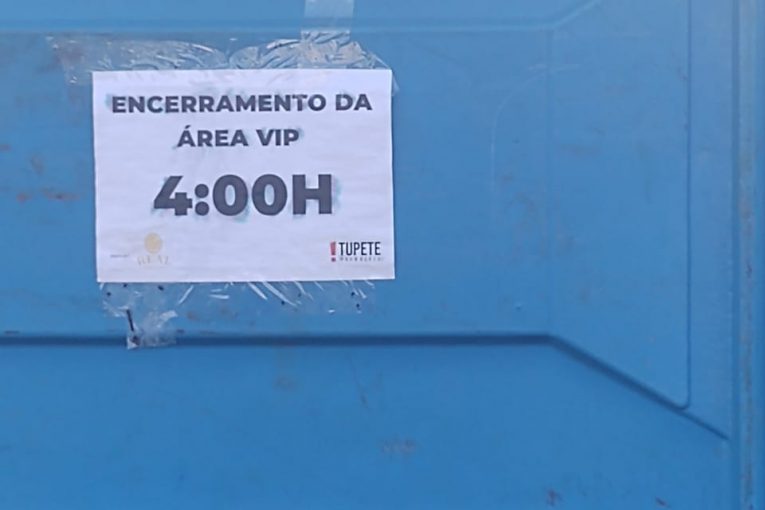 ENCERRAMENTO DA
ÁREA VIP
4:00H
!TUPETE